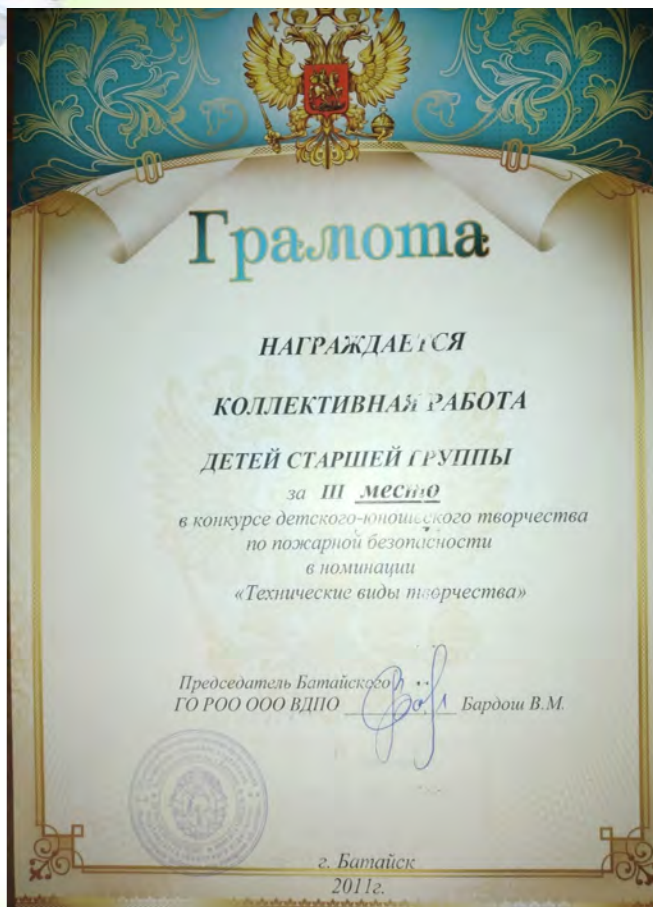 Грамота
НАГРАЖДАЕТСЯ
КОЛЛЕКТИВНАЯ РАБОТА
ДЕТЕЙ СТАРШЕЙ ГРУППЫ
за III место
в конкурсе детского-юношеского творчества
по пожарной безопасности
в номинации
«Технические виды творчества»
Председатель Батайского
ГО РОО ООО ВДПО Бардош В.М.
г. Батайск
2011г.